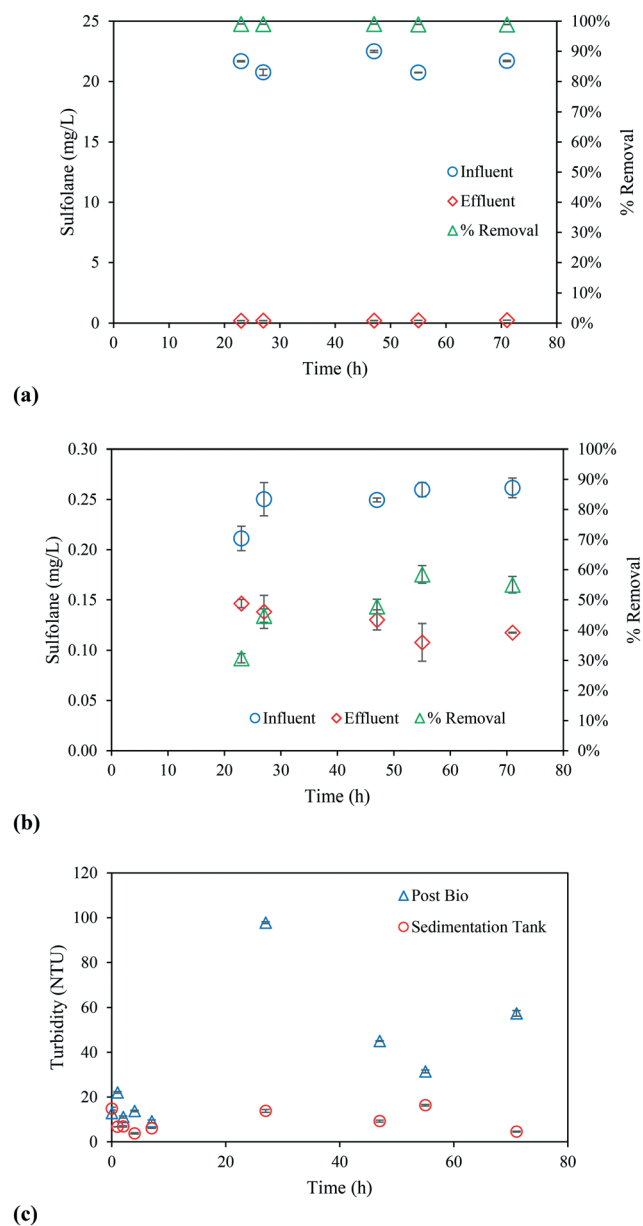 25
20
15
10
5
0
Sulfolane (mg/L)
100%
90%
80%
70%
60%
50%
40%
30%
20%
10%
0%
% Removal
Influent
Effluent
% Removal
0 10 20 30 40 50 60 70 80
Time (h)
(a)
0.30
0.25
0.20
0.15
0.10
0.05
0.00
Sulfolane (mg/L)
100%
90%
80%
70%
60%
50%
40%
30%
20%
10%
0%
% Removal
Influent Effluent % Removal
0 10 20 30 40 50 60 70 80
Time (h)
(b)
120
100
80
60
40
20
0
Turbidity (NTU)
Post Bio
Sedimentation Tank
0 20 40 60 80
Time (h)
(c)